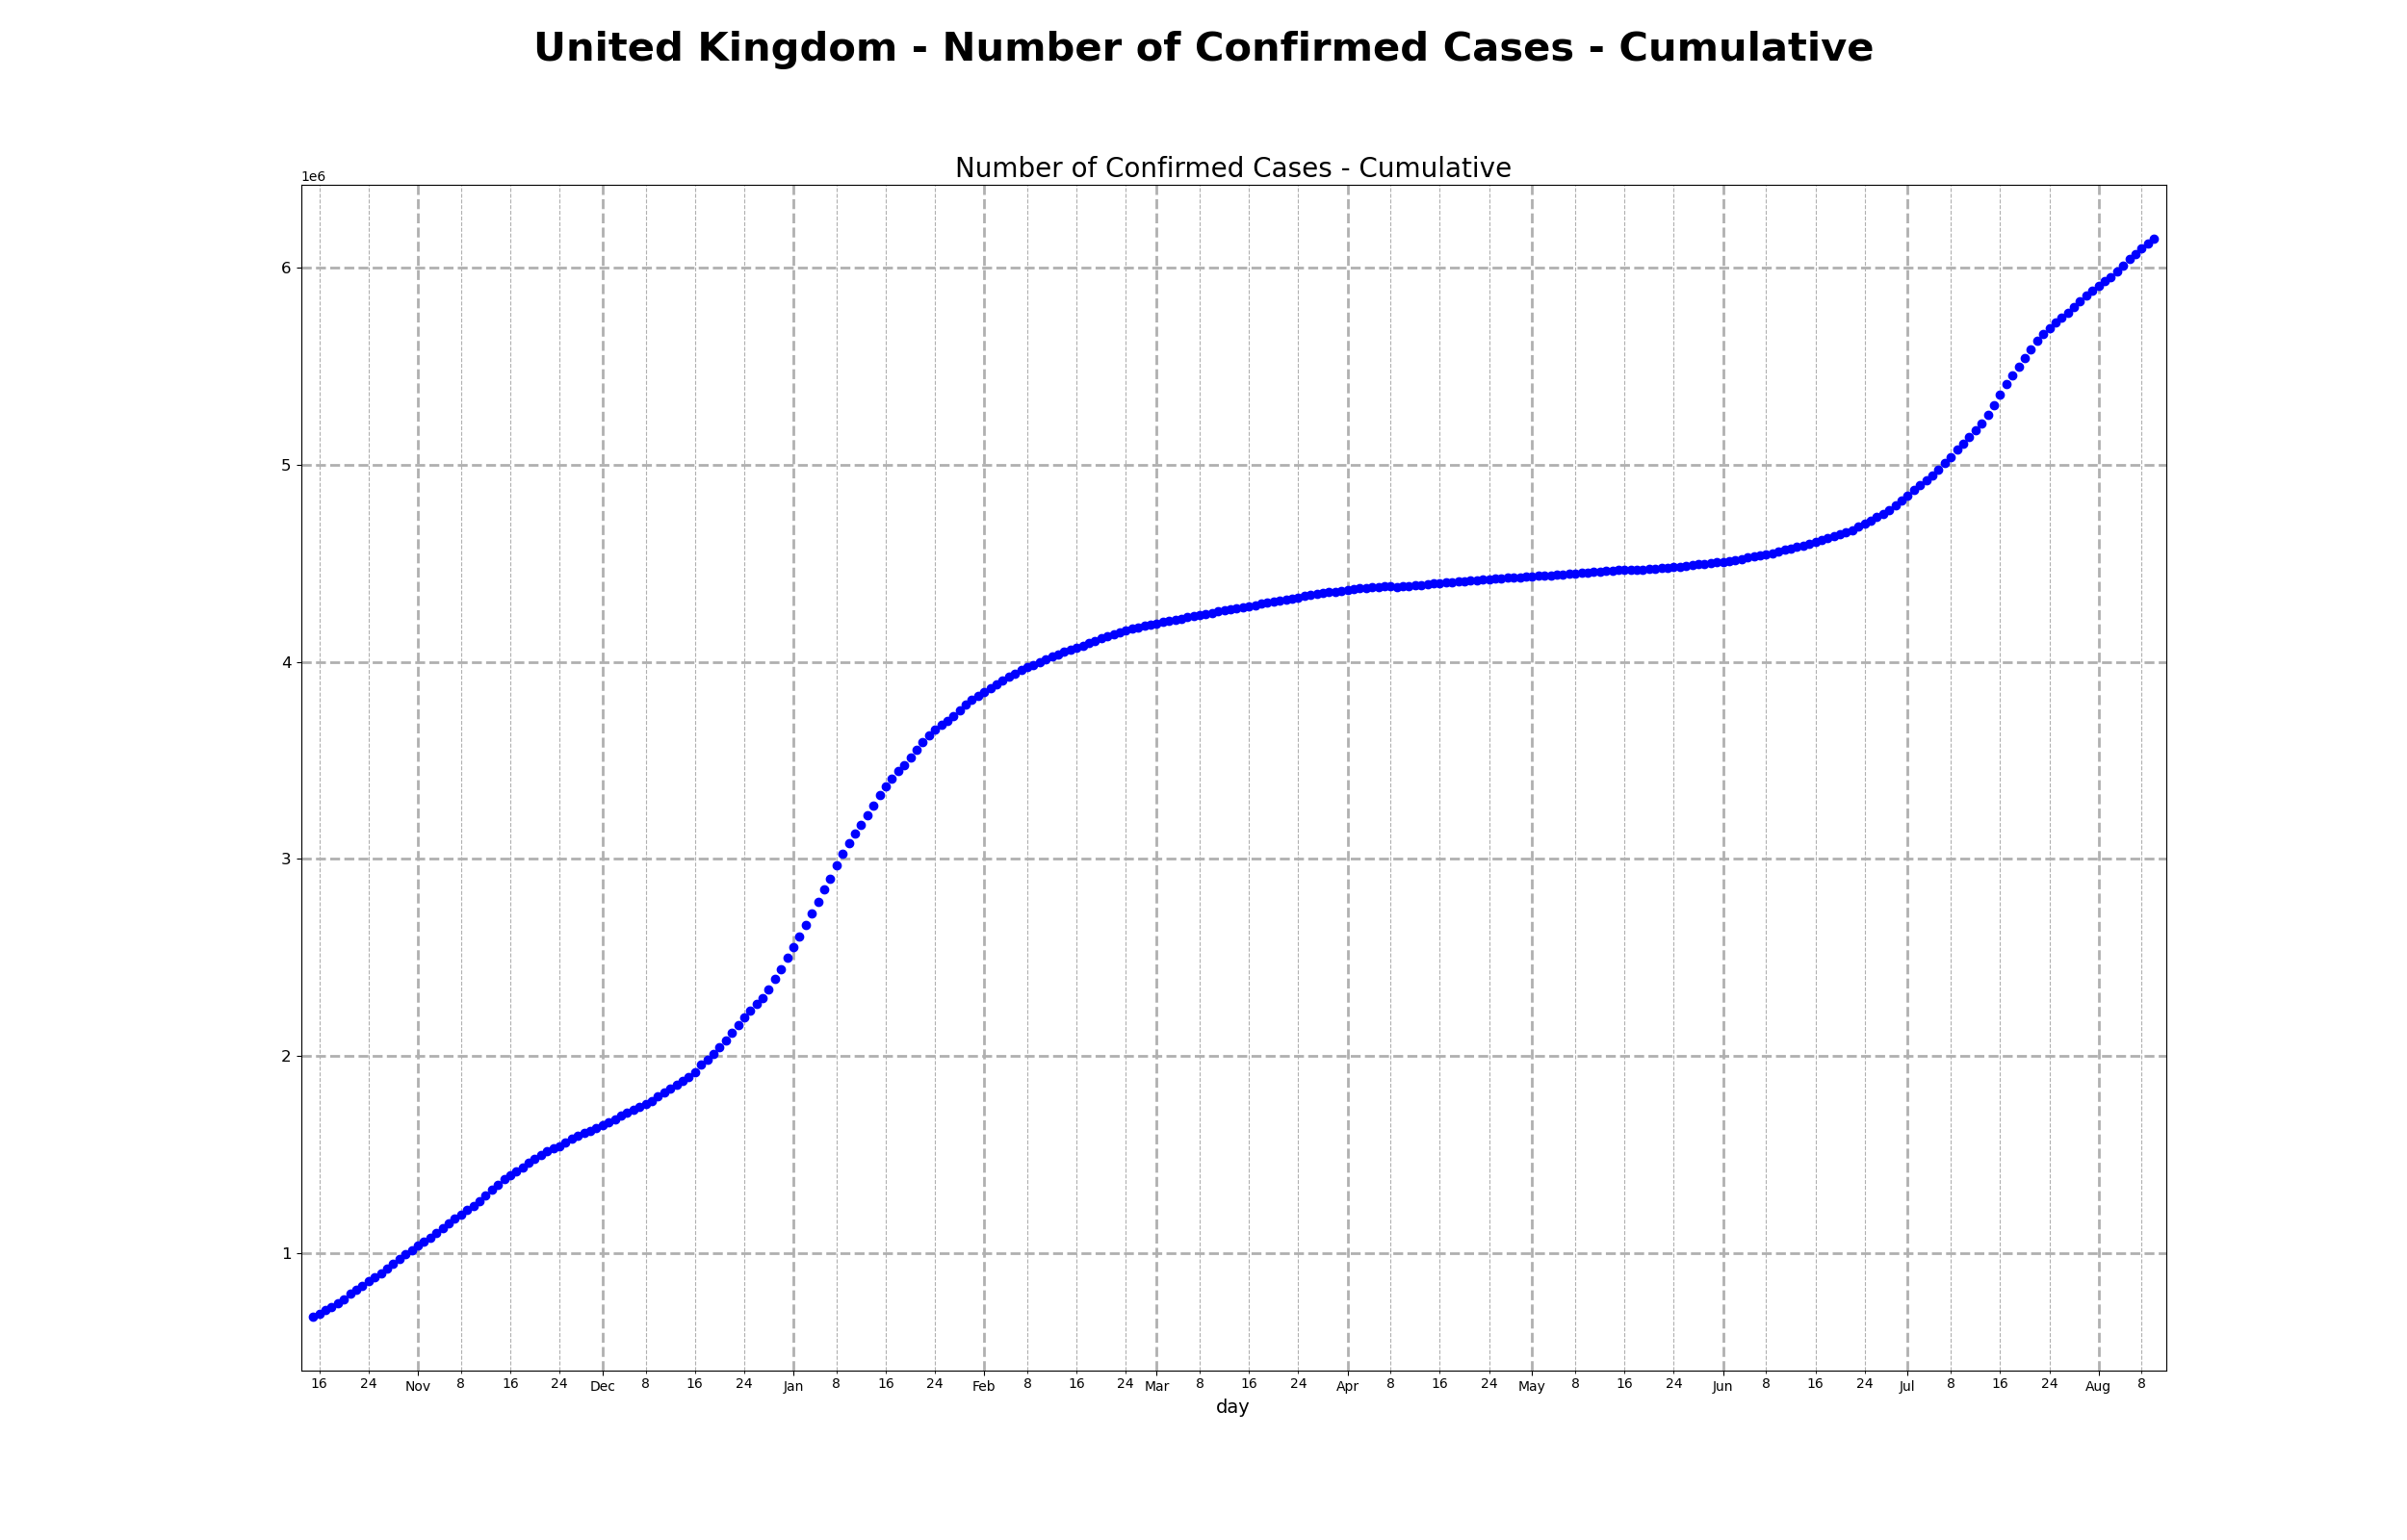 United Kingdom - Number of Confirmed Cases - Cumulative
Number of Confirmed Cases - Cumulative
1e6
6
5
4
3
2
1
16 24 Nov 8 16 24 Dec 8 16 24 Jan 8 16 24 Feb 8 16 24 Mar 8 16 24 Apr 8 16 24 May 8 16 24 Jun 8 16 24 Jul 8 16 24 Aug 8
day